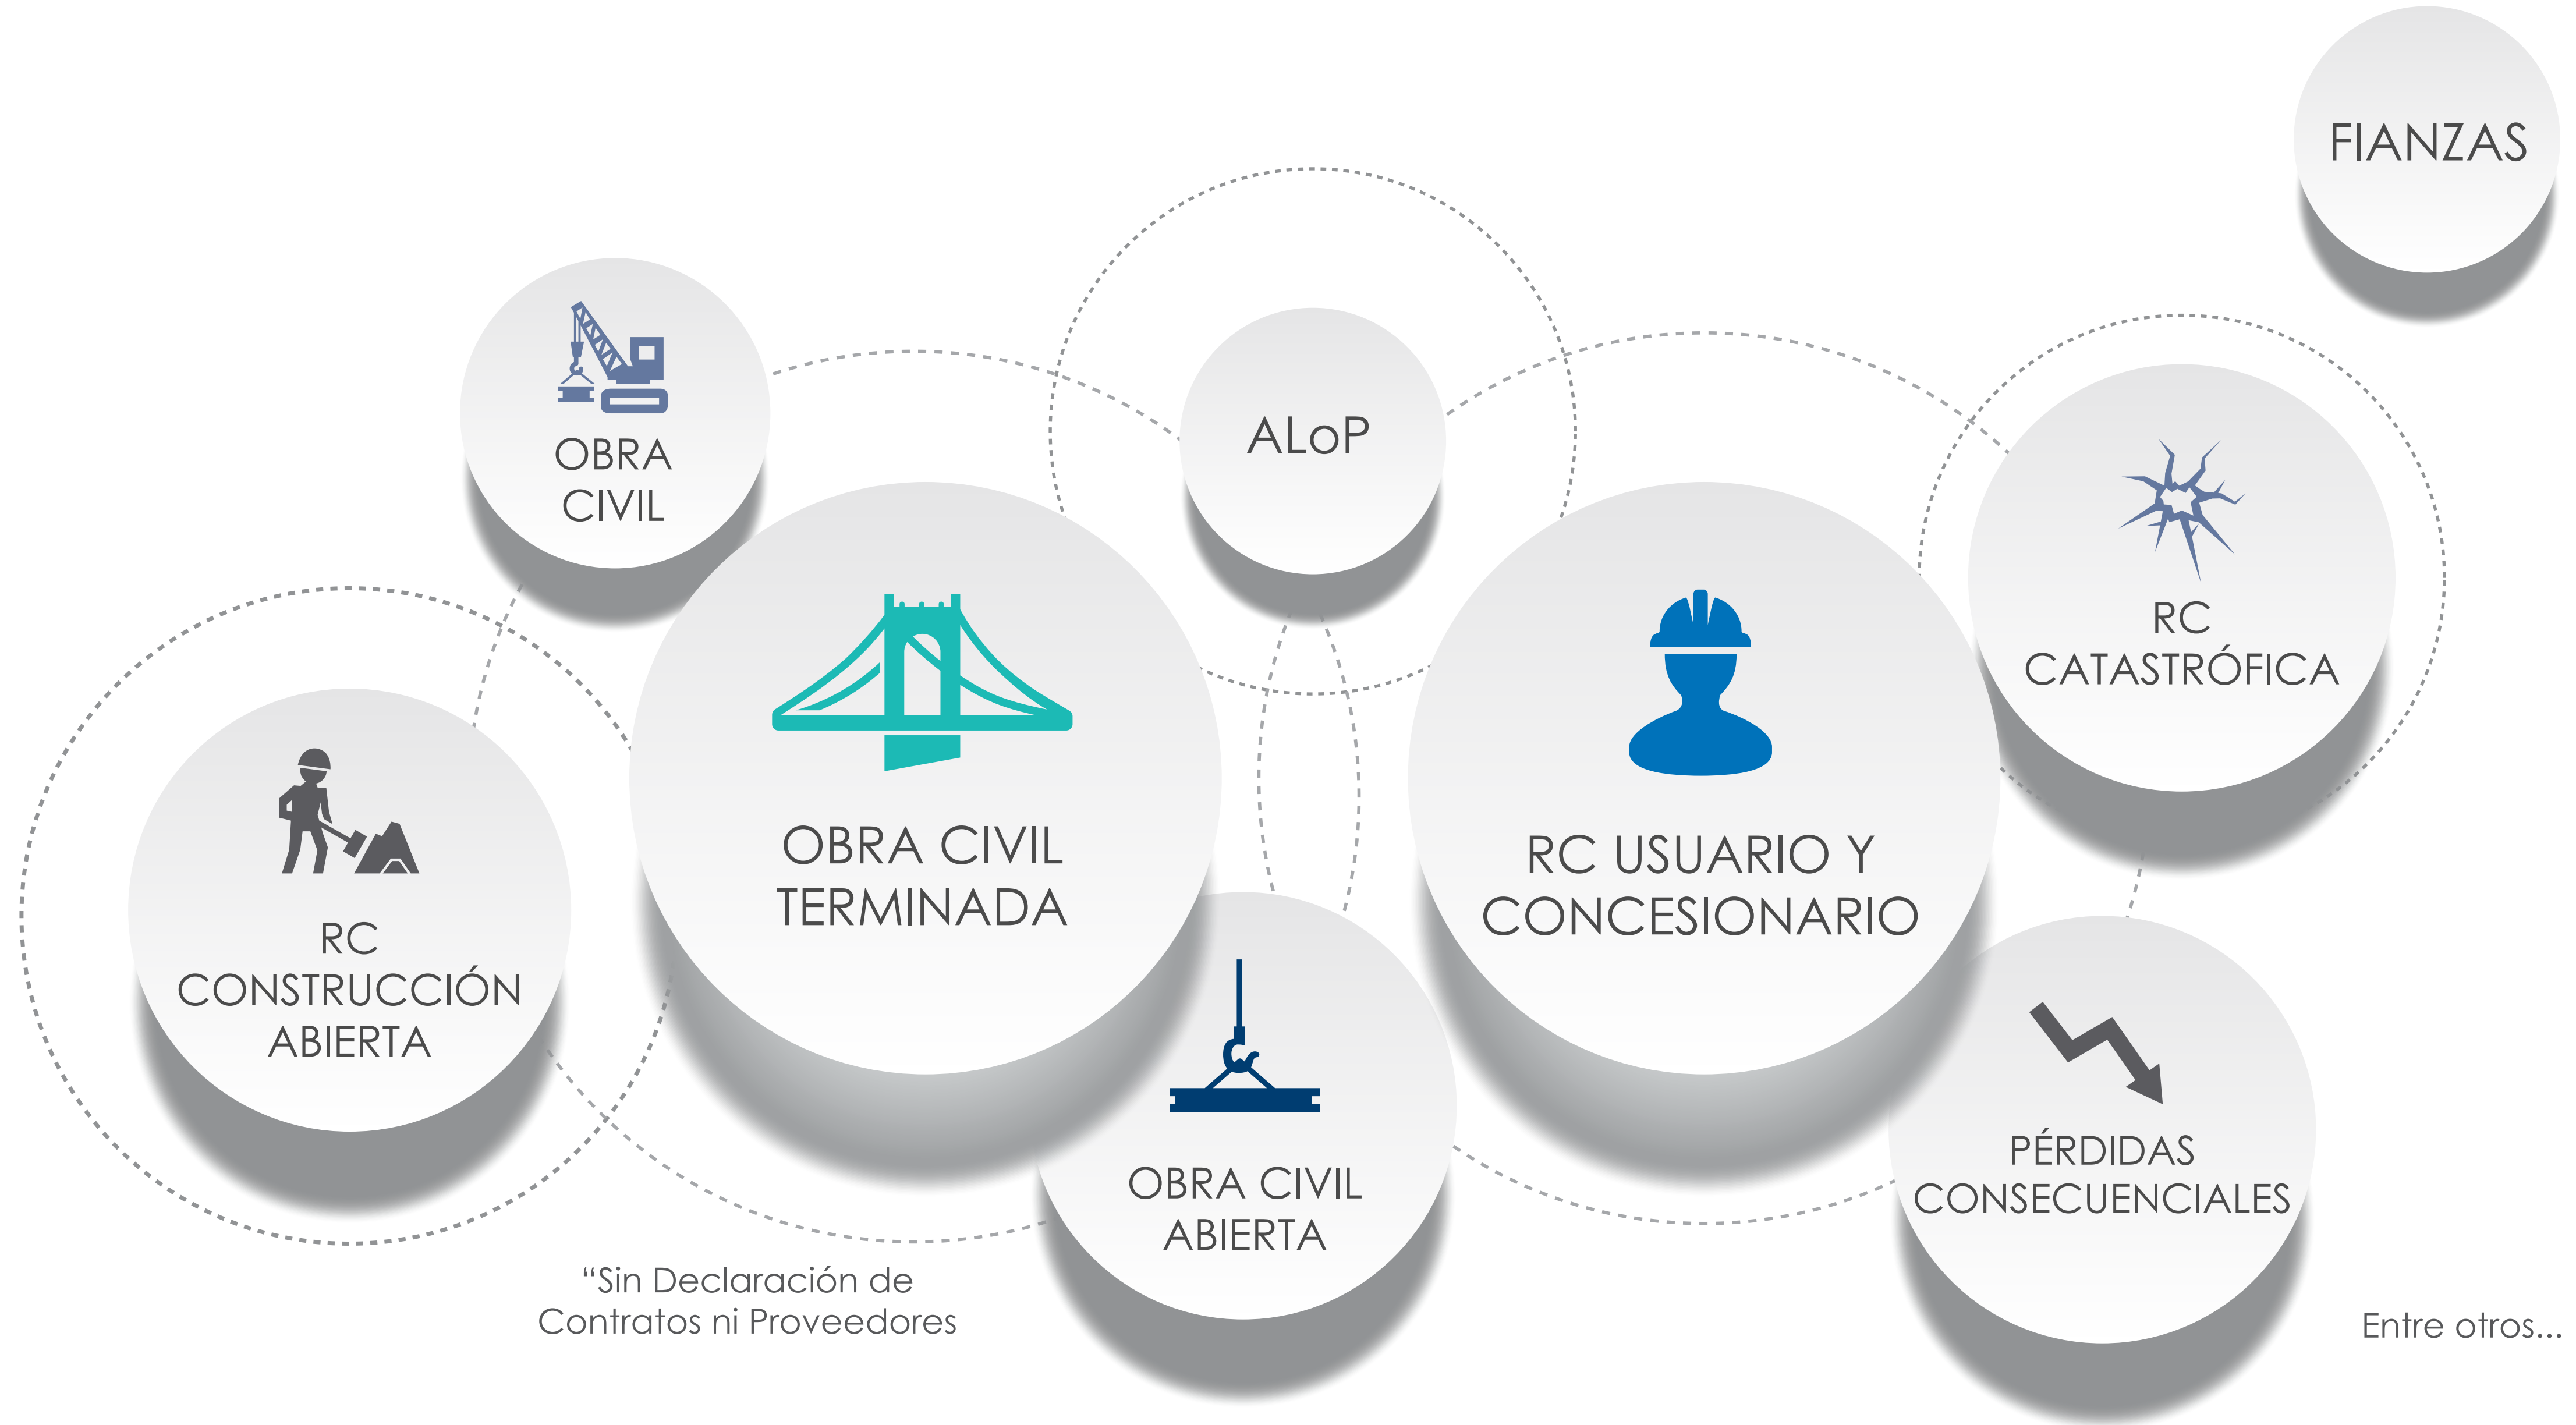 FIANZAS
OBRA
CIVIL
ALoP
RC
CATASTRÓFICA
OBRA CIVIL
TERMINADA
RC USUARIO Y
CONCESIONARIO
RC
CONSTRUCCIÓN
ABIERTA
OBRA CIVIL
ABIERTA
PÉRDIDAS
CONSECUENCIALES
“Sin Declaración de
Contratos ni Proveedores
Entre otros...